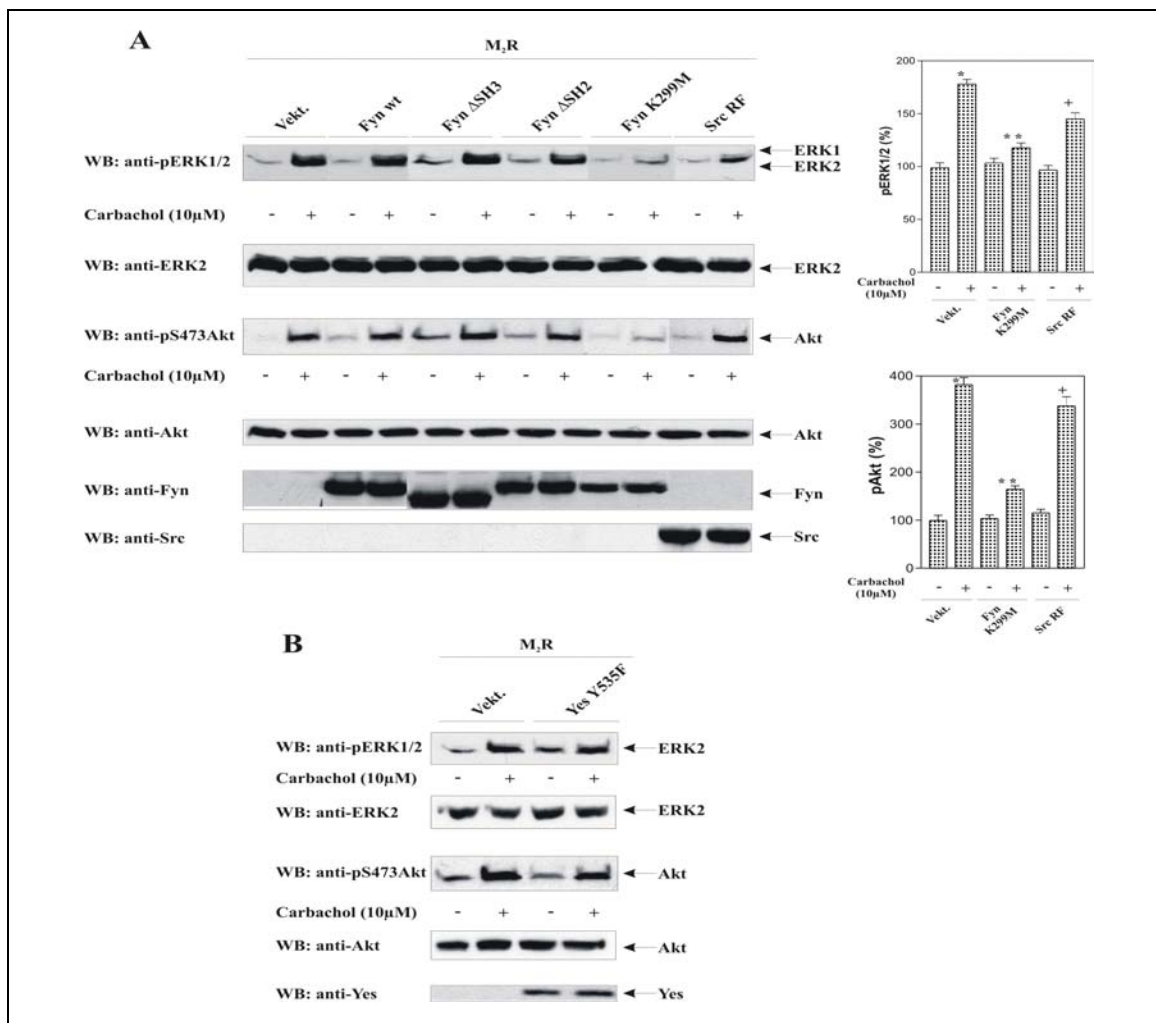 A
M₂R
Vekt. Fyn wt Fyn ΔSH3 Fyn ΔSH2 Fyn K299M Src RF
WB: anti-pERK1/2 ERK1
ERK2
Carbachol (10µM) - + - + - + - + - + - +
WB: anti-ERK2 ERK2
WB: anti-pS473Akt Akt
Carbachol (10µM) - + - + - + - + - + - +
WB: anti-Akt Akt
WB: anti-Fyn Fyn
WB: anti-Src Src
pERK1/2 (%)
200
150
100
50
0
* ** +
Carbachol - + - + - +
(10µM)
Vekt. Fyn K299M Src RF
pAkt (%)
400
300
200
100
0
* ** +
Carbachol - + - + - +
(10µM)
Vekt. Fyn K299M Src RF
B
M₂R
Vekt. Yes Y535F
WB: anti-pERK1/2 ERK2
Carbachol (10µM) - + - +
WB: anti-ERK2 ERK2
WB: anti-pS473Akt Akt
Carbachol (10µM) - + - +
WB: anti-Akt Akt
WB: anti-Yes Yes